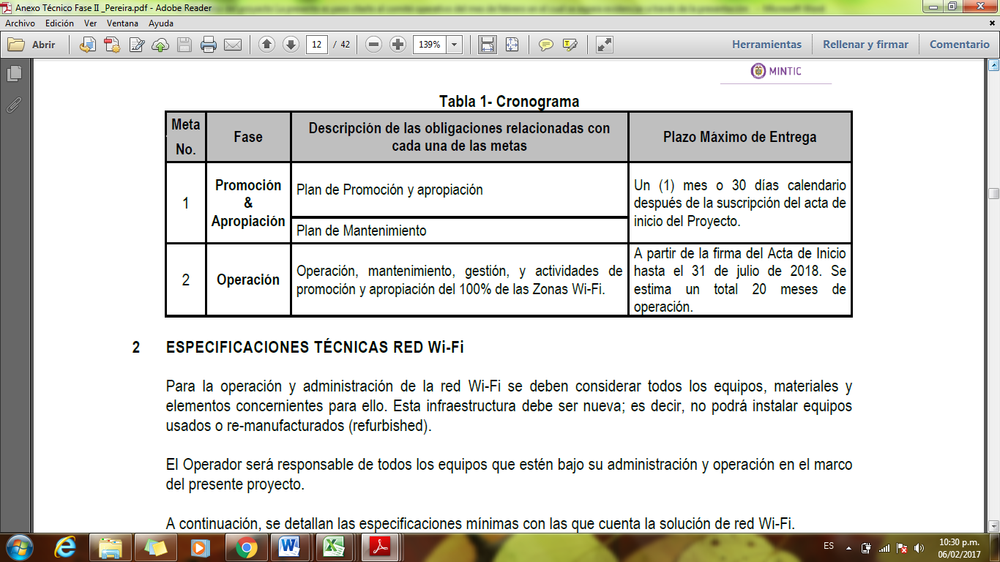 Anexo Técnico Fase II _Pereira.pdf - Adobe Reader
Archivo Edición Ver Ventana Ayuda
Abrir 12 / 42 139% Herramientas Rellenar y firmar Comentario
MINTIC
Tabla 1- Cronograma
Meta No.
Fase
Descripción de las obligaciones relacionadas con
cada una de las metas
Plazo Máximo de Entrega
1
Promoción
&
Apropiación
Plan de Promoción y apropiación
Plan de Mantenimiento
Un (1) mes o 30 días calendario
después de la suscripción del acta de
inicio del Proyecto.
2
Operación
Operación, mantenimiento, gestión, y actividades de
promoción y apropiación del 100% de las Zonas Wi-Fi.
A partir de la firma del Acta de Inicio
hasta el 31 de julio de 2018. Se
estima un total 20 meses de
operación.
2 ESPECIFICACIONES TÉCNICAS RED Wi-Fi
Para la operación y administración de la red Wi-Fi se deben considerar todos los equipos, materiales y
elementos concernientes para ello. Esta infraestructura debe ser nueva; es decir, no podrá instalar equipos
usados o re-manufacturados (refurbished).
El Operador será responsable de todos los equipos que estén bajo su administración y operación en el marco
del presente proyecto.
A continuación, se detallan las especificaciones mínimas con las que cuenta la solución de red Wi-Fi.
ES
10:30 p.m.
06/02/2017